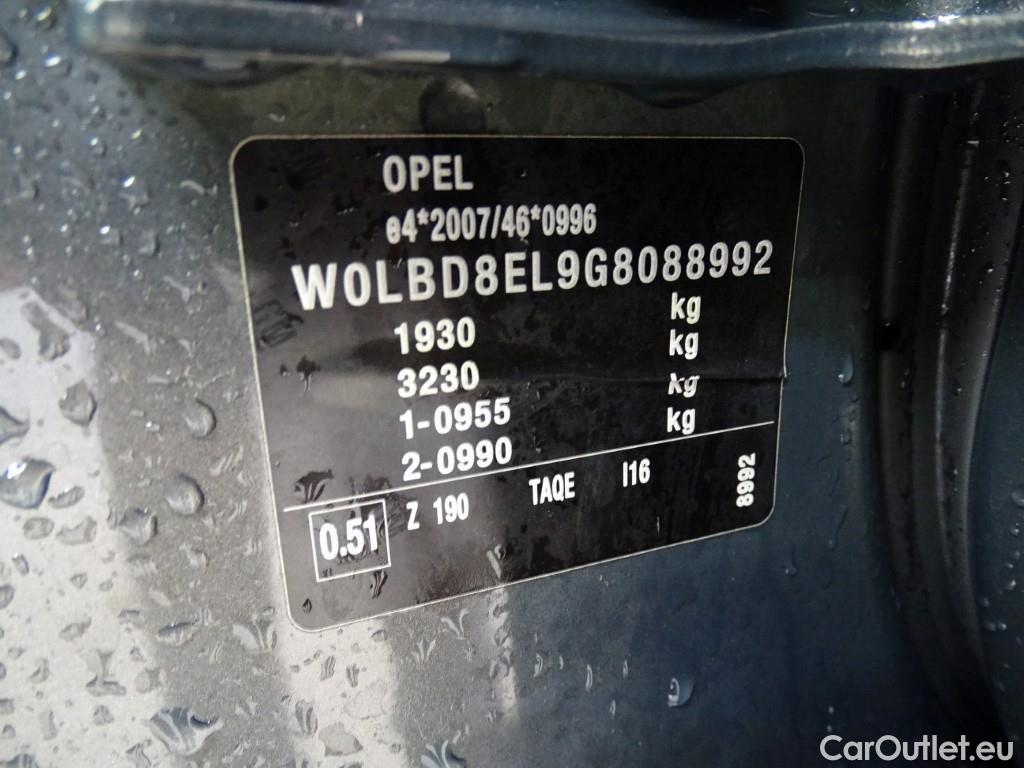 OPEL
e4*2007/46*0996
W0LBD8EL9G8088992
1930 kg
3230 kg
1-0955 kg
2-0990 kg
0.51 Z 190 TAQE I16 8992
CarOutlet.eu